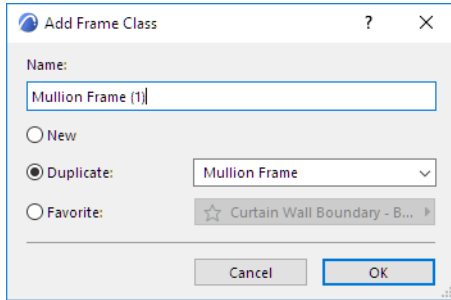 Add Frame Class
?
Name:
Mullion Frame (1)
New
Duplicate:
Mullion Frame
Favorite:
Curtain Wall Boundary - B...
Cancel
OK